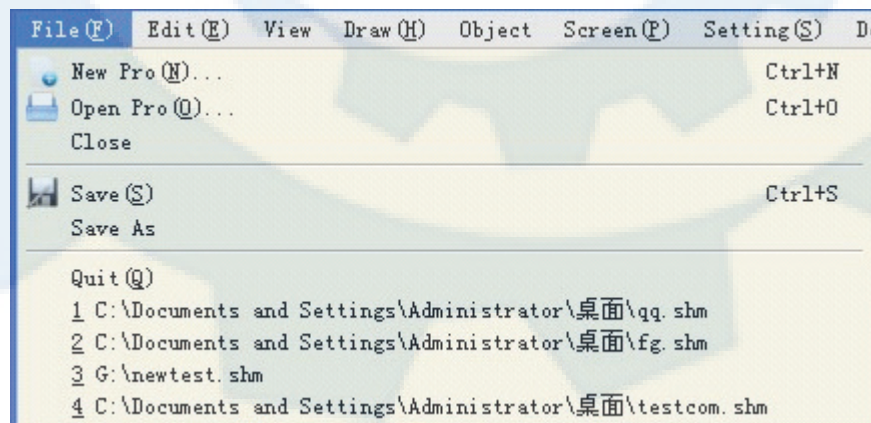 File(F) Edit(E) View Draw(H) Object Screen(P) Setting(S)
New Pro(N)... Ctrl+N
Open Pro(O)... Ctrl+O
Close
Save(S) Ctrl+S
Save As
Quit(Q)
1 C:\Documents and Settings\Administrator\桌面\qq.shm
2 C:\Documents and Settings\Administrator\桌面\fg.shm
3 G:\newtest.shm
4 C:\Documents and Settings\Administrator\桌面\testcom.shm